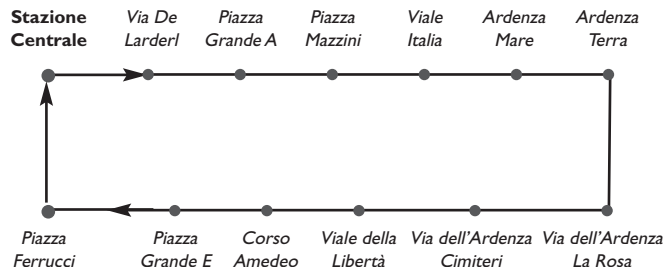 Stazione
Centrale
Via De
Larderl
Piazza
Grande A
Piazza
Mazzini
Viale
Italia
Ardenza
Mare
Ardenza
Terra
Piazza
Ferrucci
Piazza
Grande E
Corso
Amedeo
Viale della
Libertà
Via dell'Ardenza
Cimiteri
Via dell'Ardenza
La Rosa